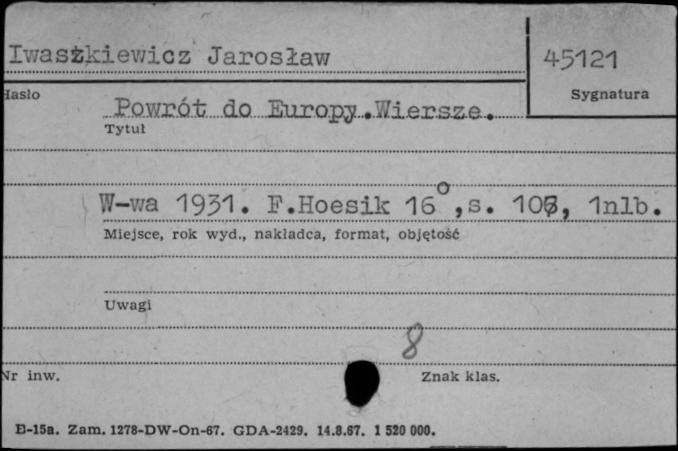 Iwaszkiewicz Jarosław
45121
Hasło
Sygnatura
Powrót do Europy.Wiersze.
Tytuł
W-wa 1931. F.Hoesik 16°,s. , 1nlb.
Miejsce, rok wyd., nakładca, format, objętość
Uwagi
8
Nr inw.
Znak klas.
B-15a. Zam. 1278-DW-On-67. GDA-2429. 14.8.67. 1 520 000.